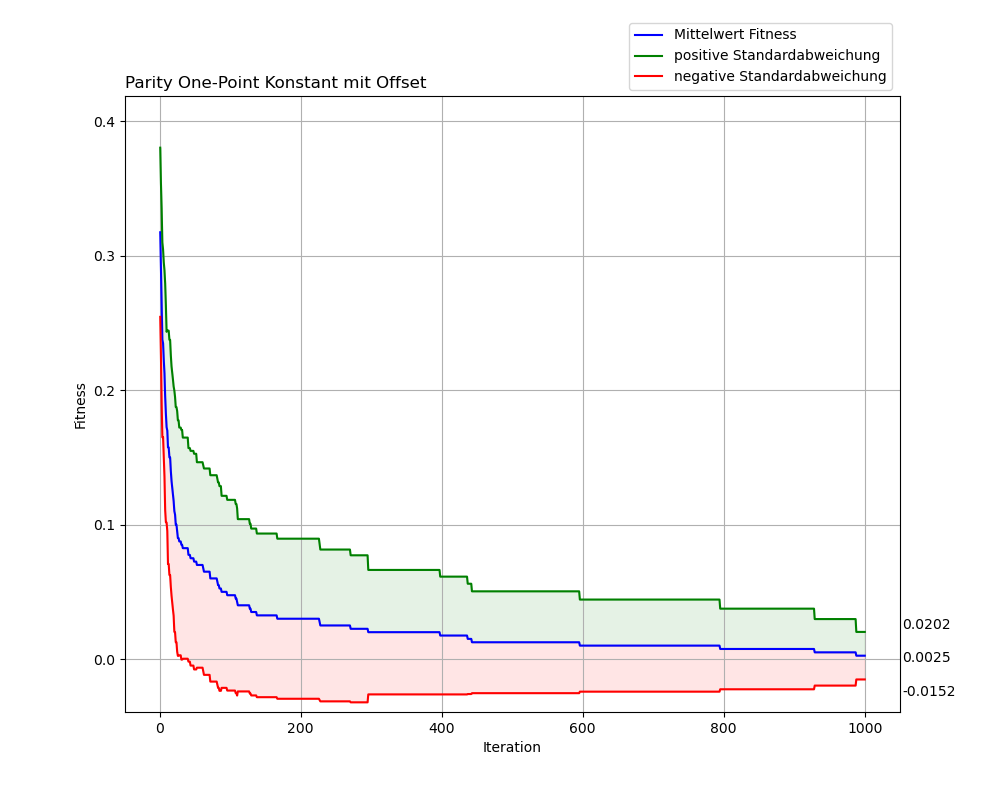 Mittelwert Fitness
positive Standardabweichung
negative Standardabweichung
Parity One-Point Konstant mit Offset
0.4
0.3
0.2
0.1
0.0
Fitness
0.0202
0.0025
-0.0152
0 200 400 600 800 1000
Iteration